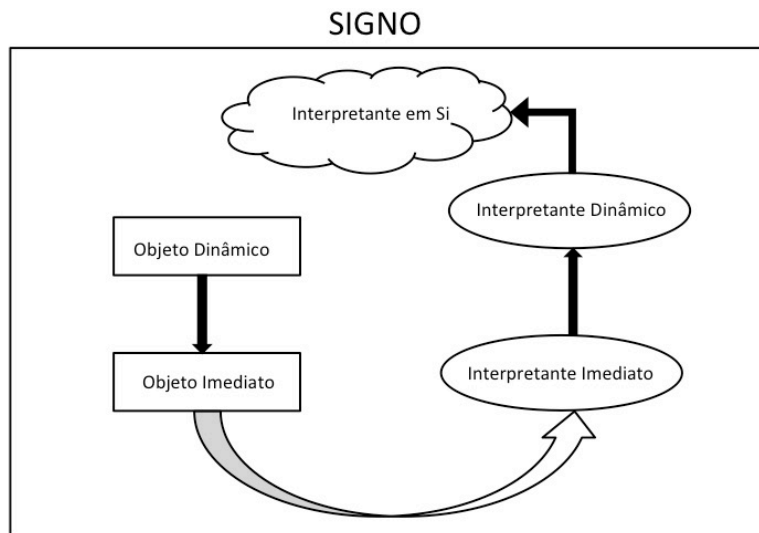 SIGNO
Interpretante em Si
Interpretante Dinâmico
Objeto Dinâmico
Objeto Imediato
Interpretante Imediato